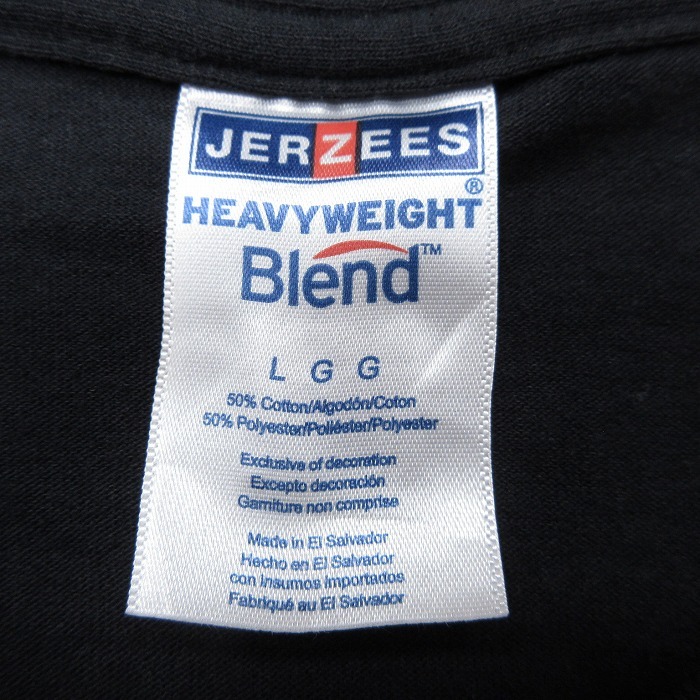 JERZEES
®
HEAVYWEIGHT
Blend™
L G G
50% Cotton/Algodón/Coton
50% Polyester/Poliéster/Polyester
Exclusive of decoration
Excepto decoración
Garniture non comprise
Made in El Salvador
Hecho en El Salvador
con insumos importados
Fabriqué au El Salvador